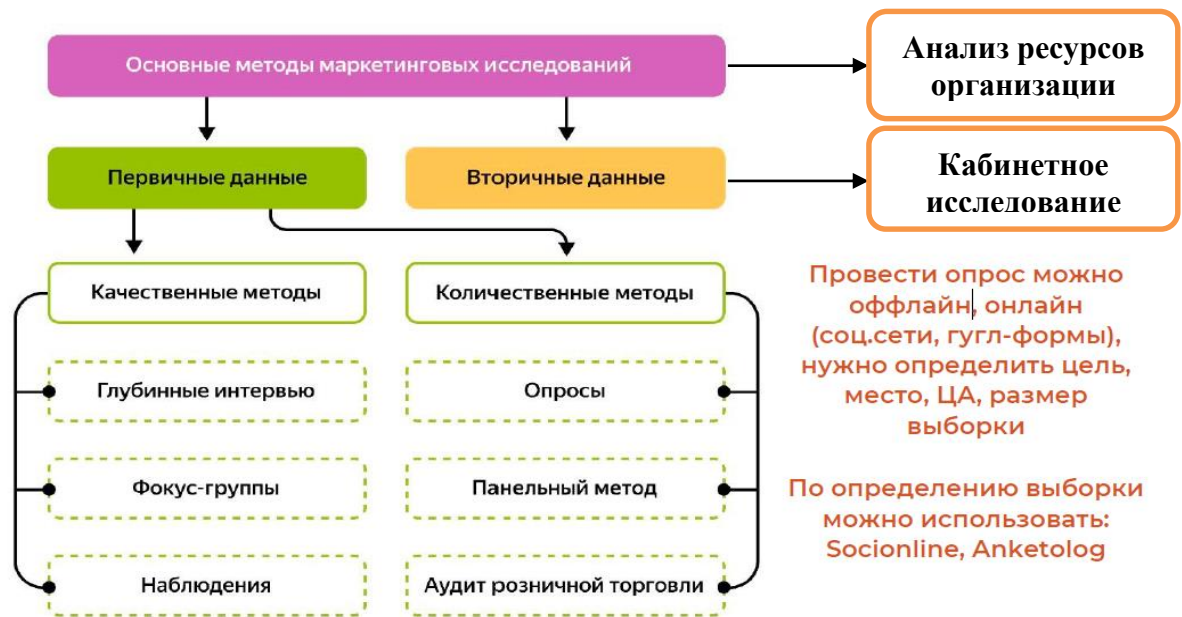 Основные методы маркетинговых исследований
Анализ ресурсов
организации
Первичные данные
Вторичные данные
Кабинетное
исследование
Качественные методы
Количественные методы
Глубинные интервью
Опросы
Фокус-группы
Панельный метод
Наблюдения
Аудит розничной торговли
Провести опрос можно
оффлайн, онлайн
(соц.сети, гугл-формы),
нужно определить цель,
место, ЦА, размер
выборки
По определению выборки
можно использовать:
Socionline, Anketolog